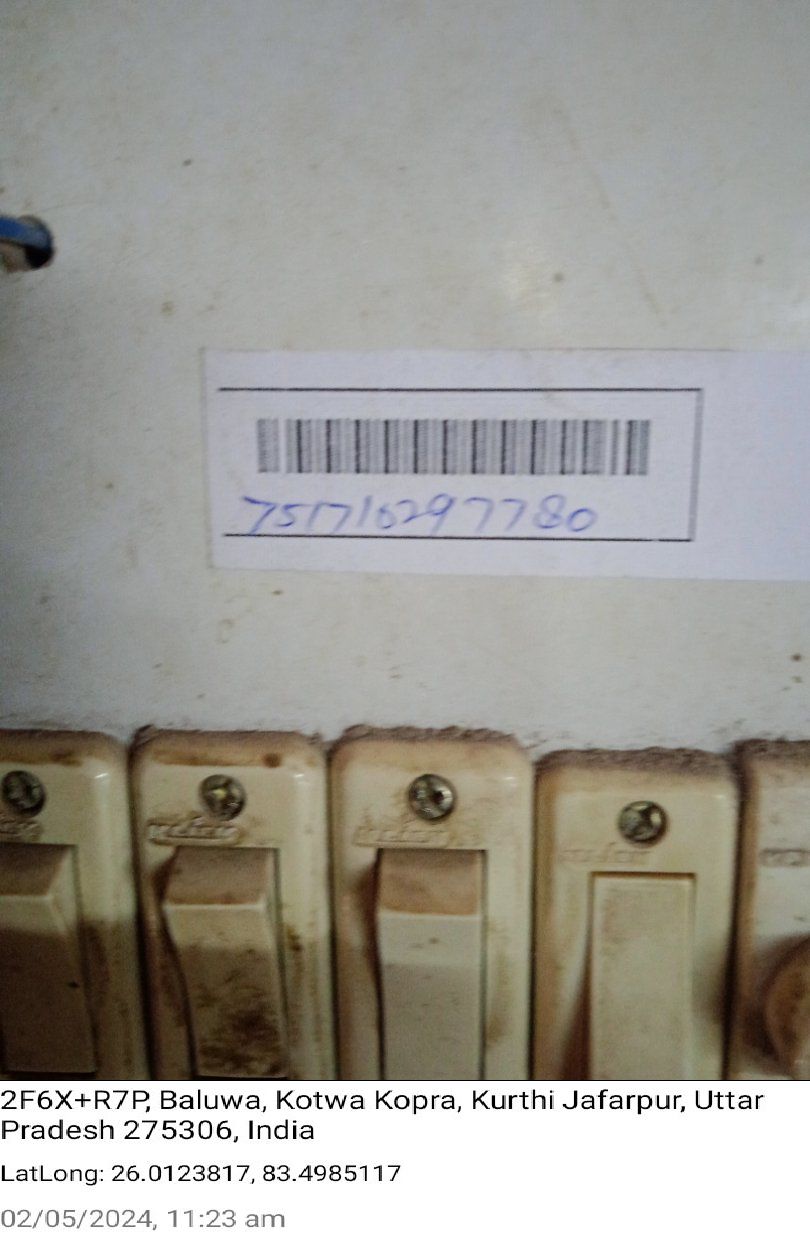 751710297780
2F6X+R7P, Baluwa, Kotwa Kopra, Kurthi Jafarpur, Uttar
Pradesh 275306, India
LatLong: 26.0123817, 83.4985117
02/05/2024, 11:23 am